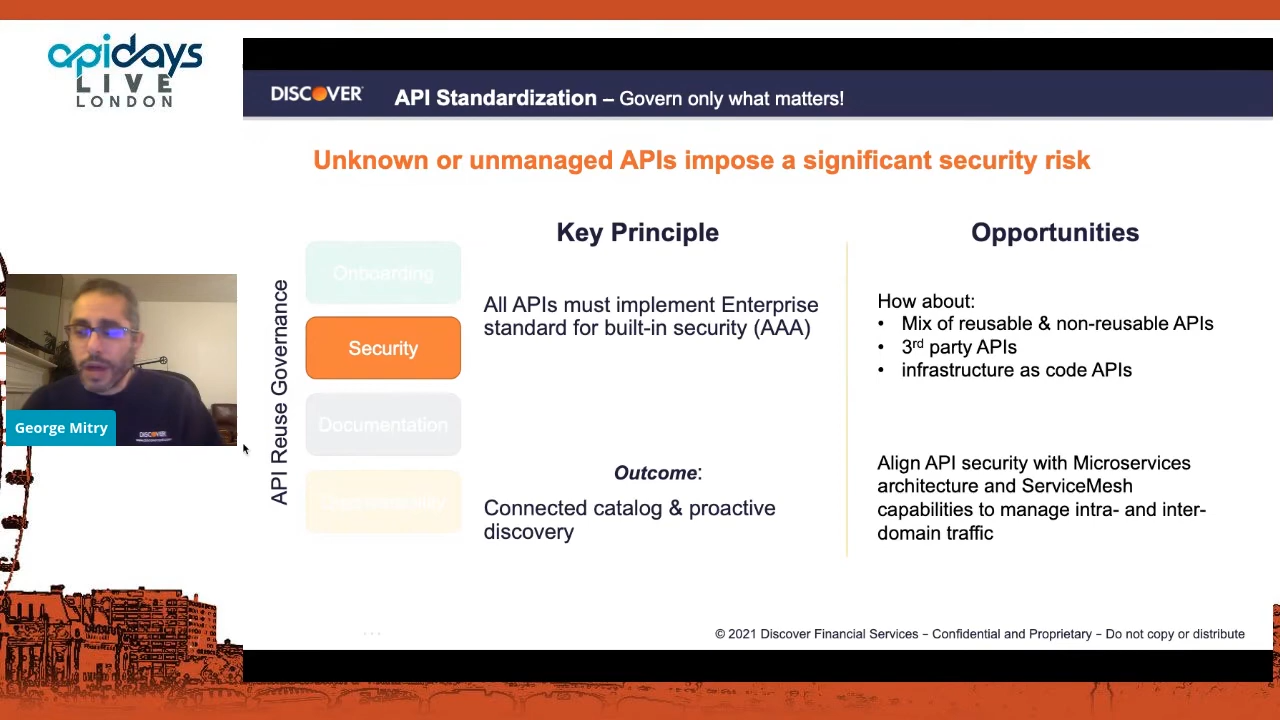 apidays
LIVE
LONDON
DISCOVER
API Standardization – Govern only what matters!
Unknown or unmanaged APIs impose a significant security risk
Key Principle
Opportunities
API Reuse Governance
Onboarding
Security
Documentation
All APIs must implement Enterprise
standard for built-in security (AAA)
Outcome:
Connected catalog & proactive
discovery
How about:
• Mix of reusable & non-reusable APIs
• 3rd party APIs
• infrastructure as code APIs
Align API security with Microservices
architecture and ServiceMesh
capabilities to manage intra- and inter-
domain traffic
...
© 2021 Discover Financial Services – Confidential and Proprietary – Do not copy or distribute
George Mitry
DISCOVER